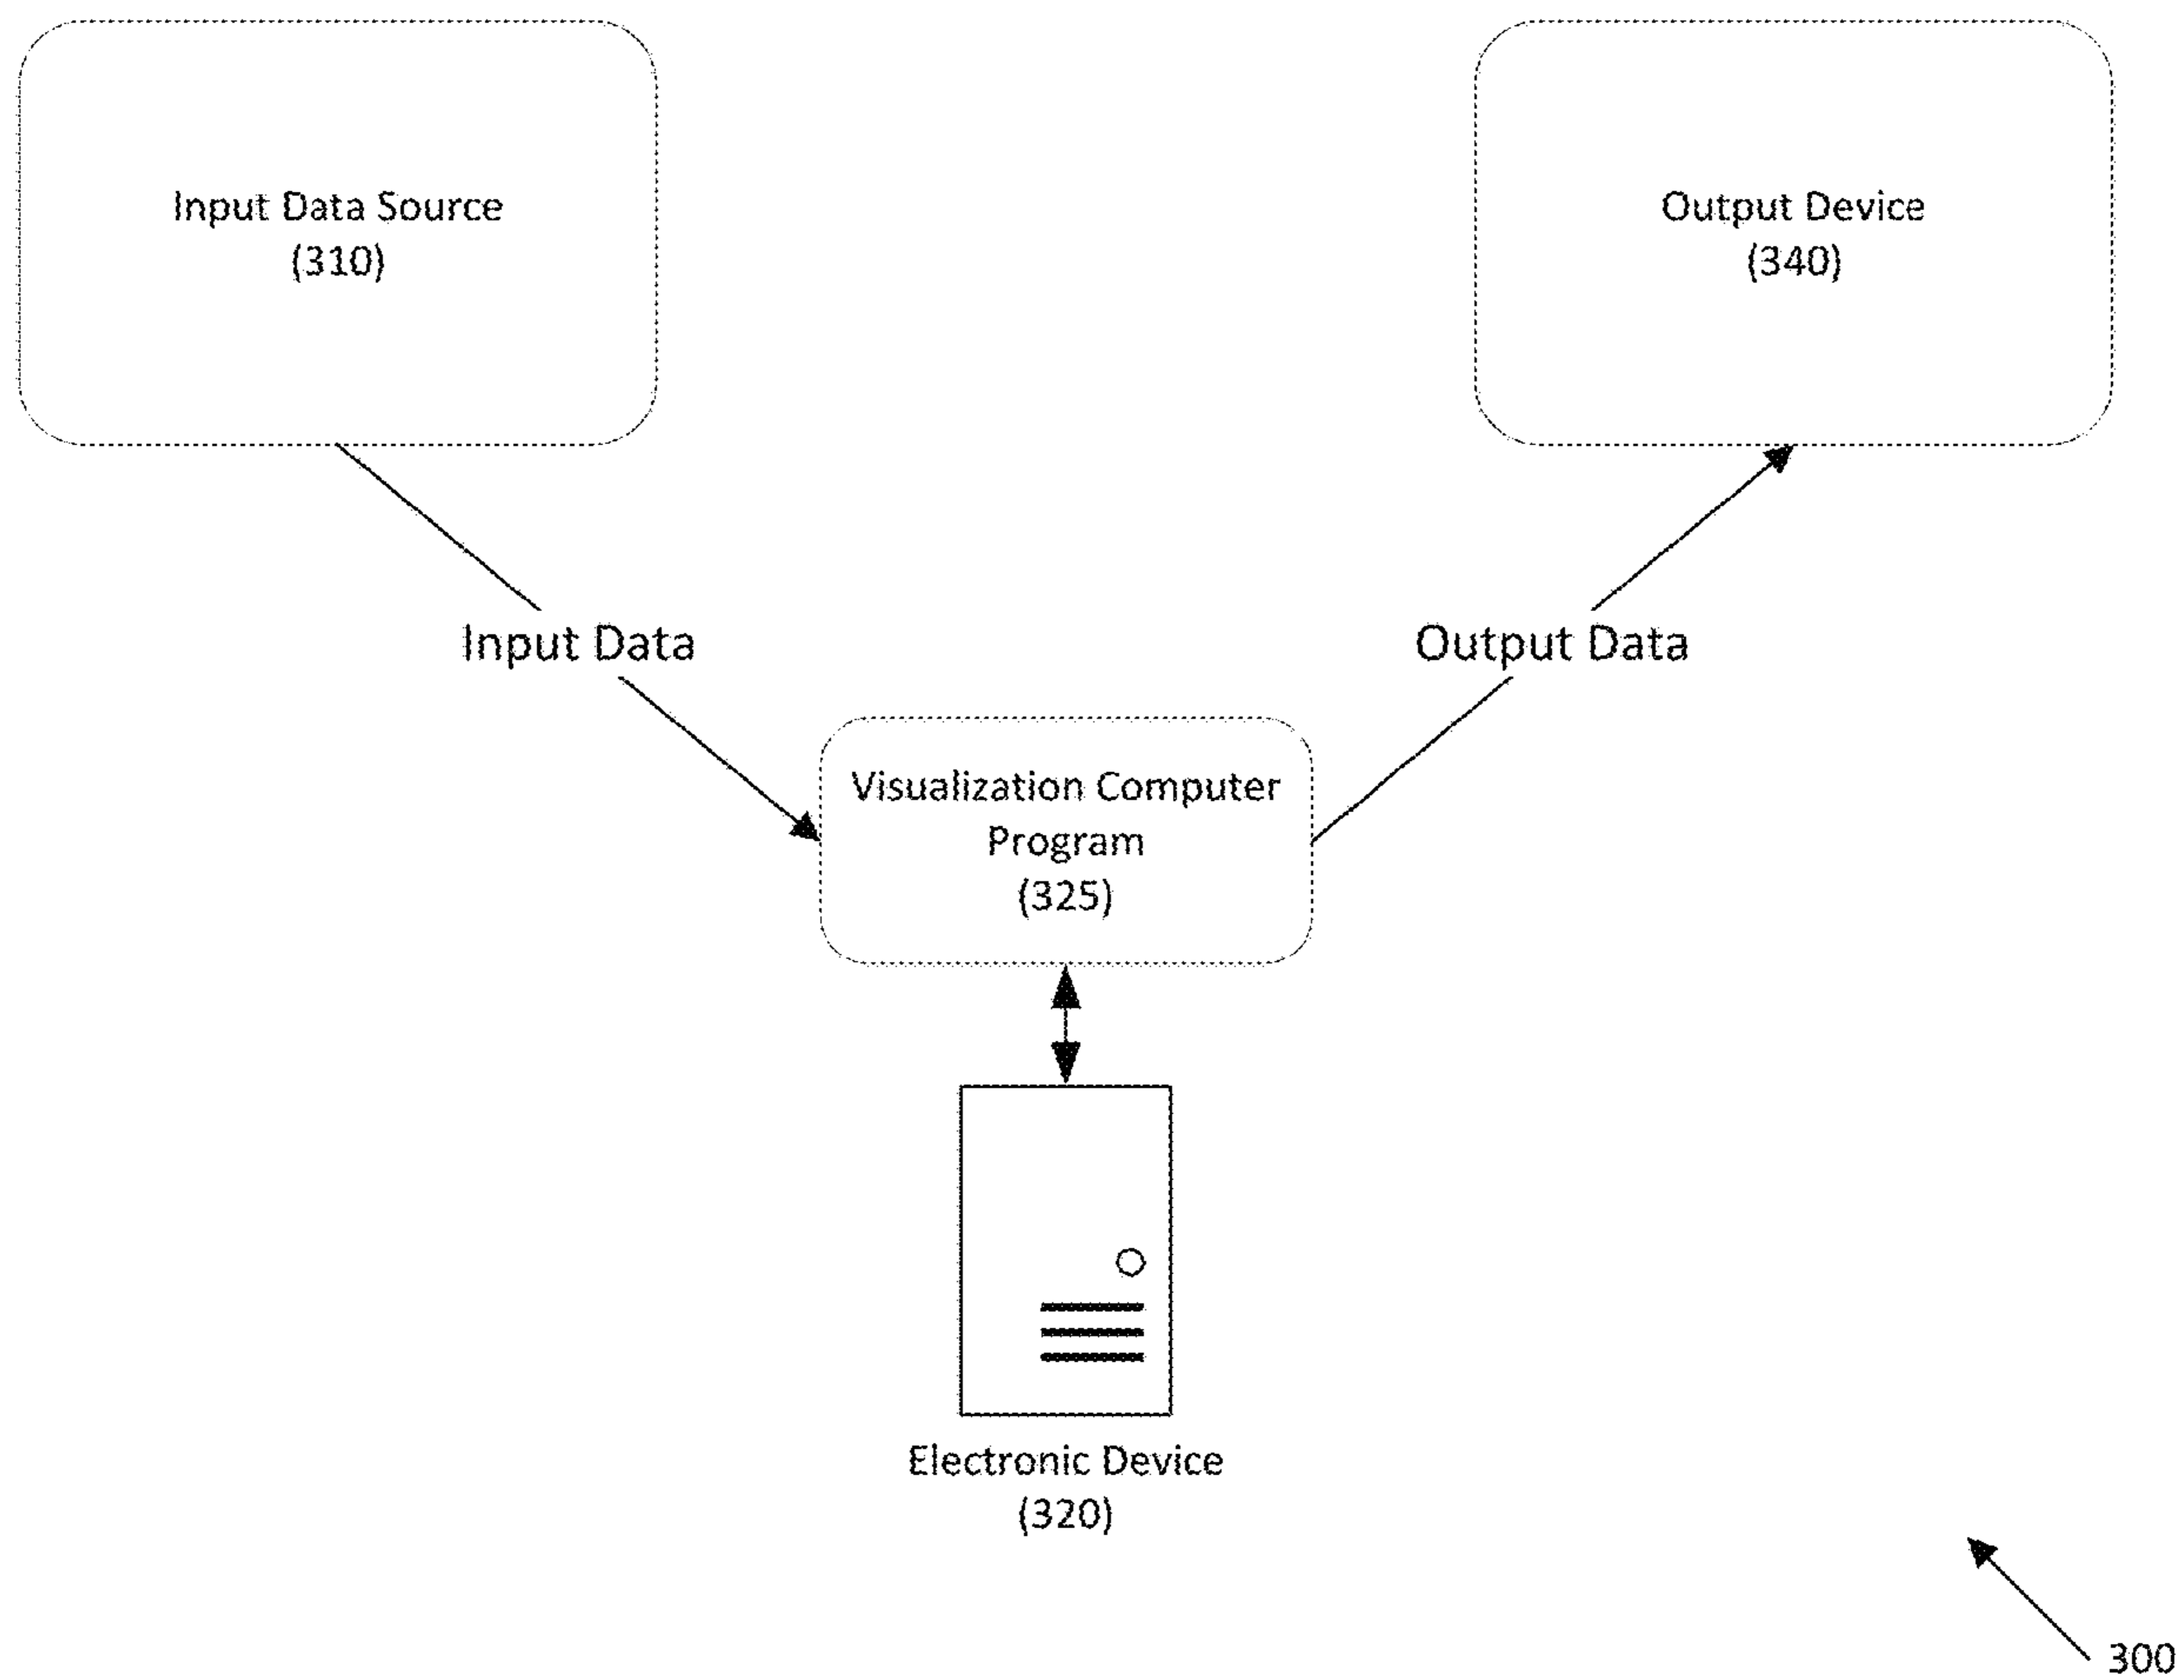 Input Data Source
(310)
Output Device
(340)
Input Data
Output Data
Visualization Computer
Program
(325)
Electronic Device
(320)
300